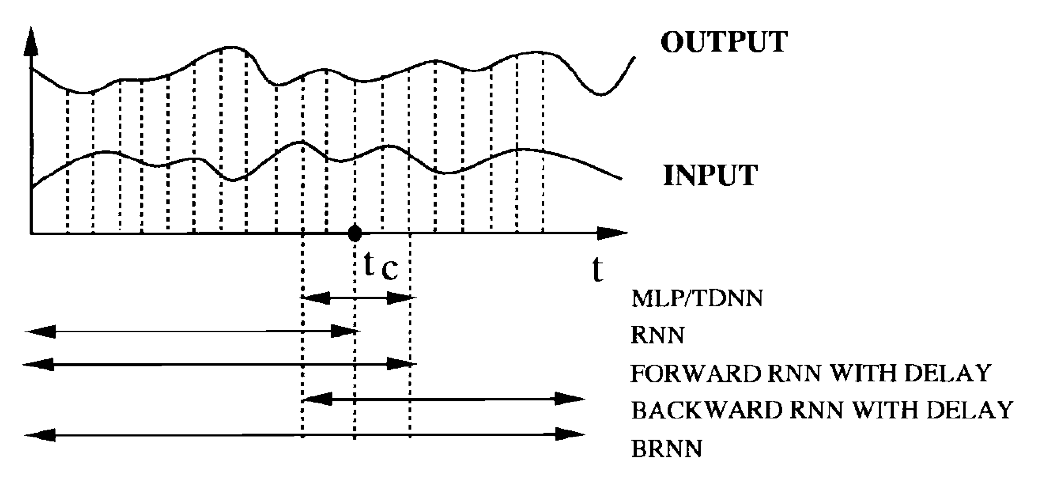 OUTPUT
INPUT
tc
t
MLP/TDNN
RNN
FORWARD RNN WITH DELAY
BACKWARD RNN WITH DELAY
BRNN